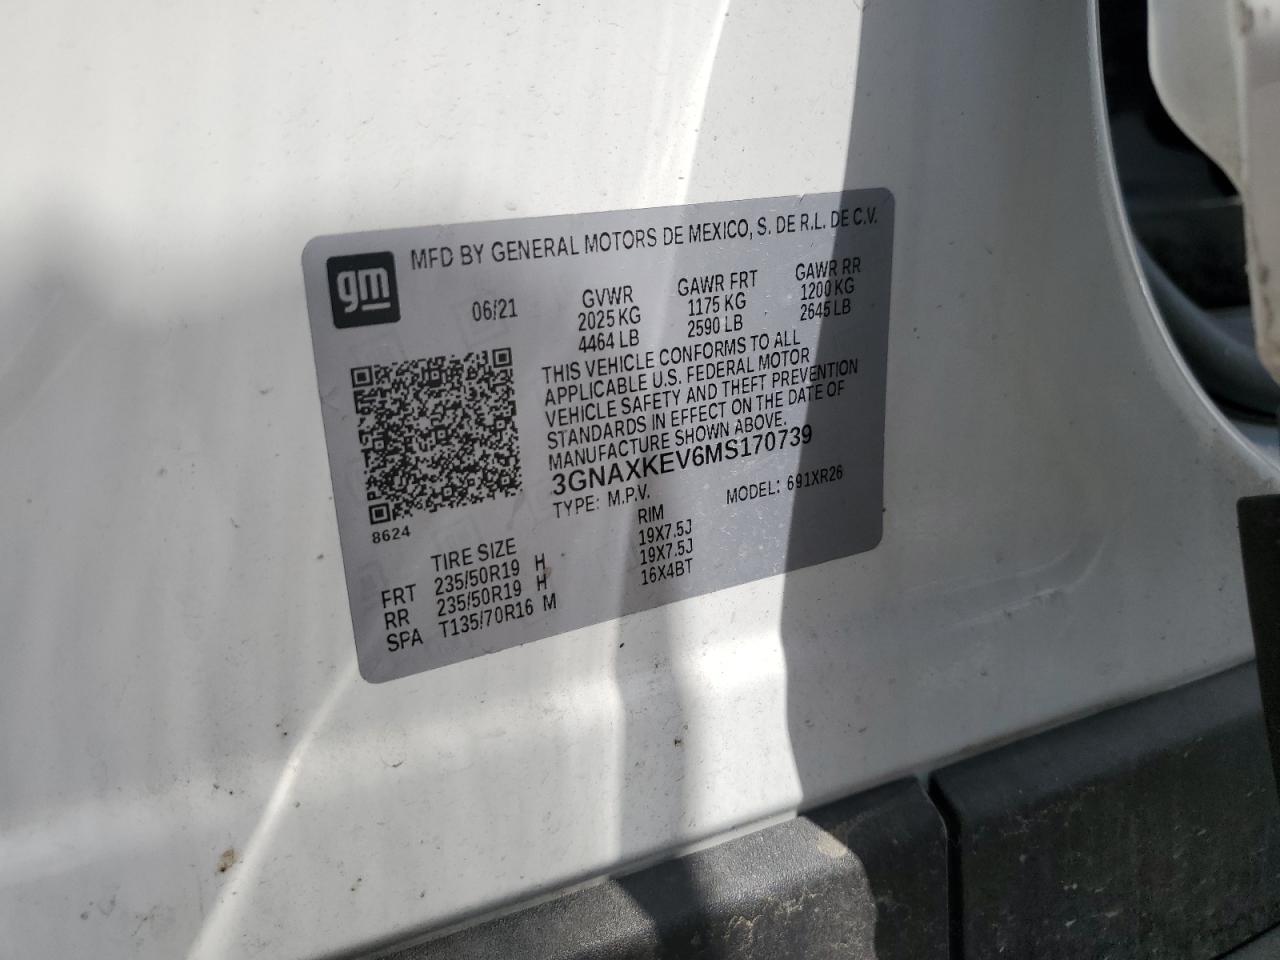 gm
MFD BY GENERAL MOTORS DE MEXICO, S. DE R.L. DE C.V.
06/21 GVWR GAWR FRT GAWR RR
2025 KG 1175 KG 1200 KG
4464 LB 2590 LB 2645 LB
THIS VEHICLE CONFORMS TO ALL
APPLICABLE U.S. FEDERAL MOTOR
VEHICLE SAFETY AND THEFT PREVENTION
STANDARDS IN EFFECT ON THE DATE OF
MANUFACTURE SHOWN ABOVE.
3GNAXKEV6MS170739
TYPE: M.P.V. MODEL: 691XR26
8624
TIRE SIZE RIM
FRT 235/50R19 H 19X7.5J
RR 235/50R19 H 19X7.5J
SPA T135/70R16 M 16X4BT